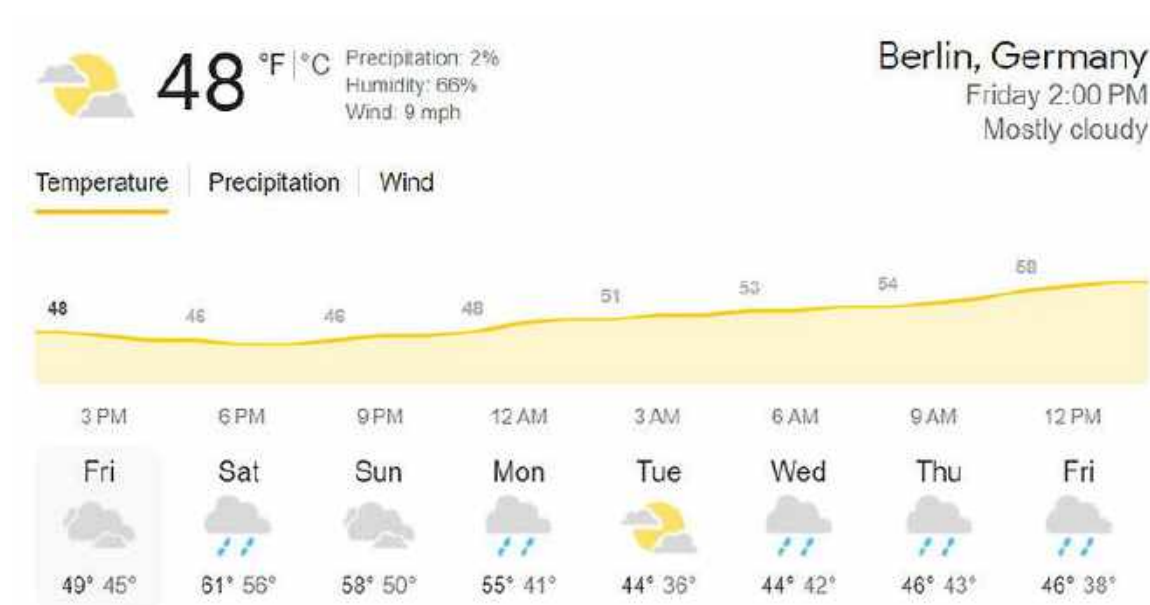 48 °F | °C
Precipitation: 2%
Humidity: 66%
Wind: 9 mph
Berlin, Germany
Friday 2:00 PM
Mostly cloudy
Temperature | Precipitation | Wind
48 46 46 48 51 53 54 58
3 PM 6 PM 9 PM 12 AM 3 AM 6 AM 9 AM 12 PM
Fri Sat Sun Mon Tue Wed Thu Fri
49° 45° 61° 56° 58° 50° 55° 41° 44° 36° 44° 42° 46° 43° 46° 38°